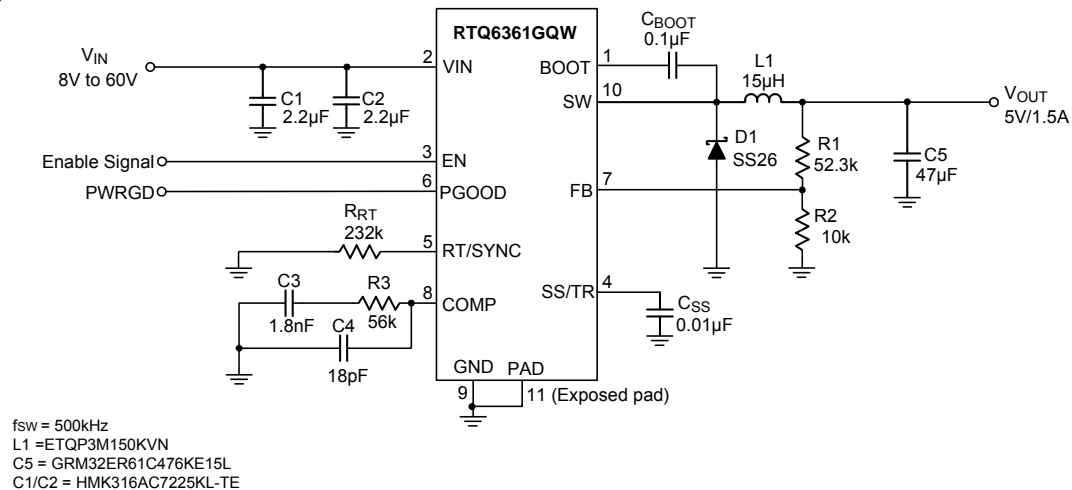 RTQ6361GQW
CBOOT
0.1µF
VIN
8V to 60V
2
VIN
BOOT
1
L1
15µH
SW
10
VOUT
5V/1.5A
C1
2.2µF
C2
2.2µF
D1
SS26
R1
52.3k
C5
47µF
Enable Signal
3
EN
PWRGD
6
PGOOD
FB
7
R2
10k
RRT
232k
5
RT/SYNC
C3
1.8nF
R3
56k
8
COMP
SS/TR
4
CSS
0.01µF
C4
18pF
GND
PAD
9
11 (Exposed pad)
fSW = 500kHz
L1 =ETQP3M150KVN
C5 = GRM32ER61C476KE15L
C1/C2 = HMK316AC7225KL-TE